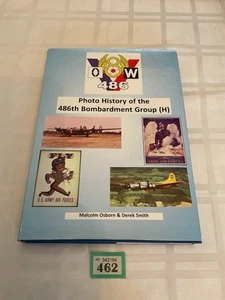 O W
486
Photo History of the
486th Bombardment Group (H)
U.S. ARMY AIR FORCES
Malcolm Osborn & Derek Smith
462